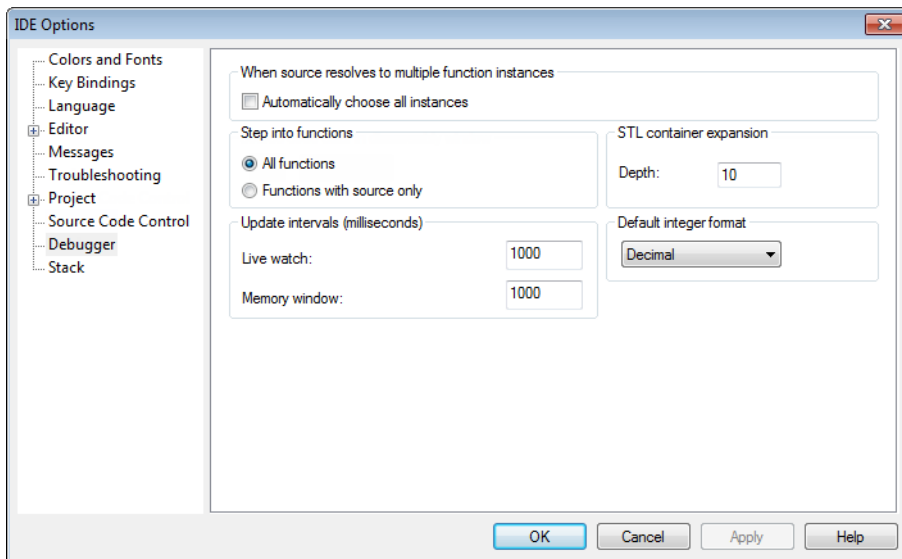 IDE Options
Colors and Fonts
Key Bindings
Language
Editor
Messages
Troubleshooting
Project
Source Code Control
Debugger
Stack
When source resolves to multiple function instances
Automatically choose all instances
Step into functions
All functions
Functions with source only
STL container expansion
Depth: 10
Update intervals (milliseconds)
Live watch: 1000
Memory window: 1000
Default integer format
Decimal
OK Cancel Apply Help